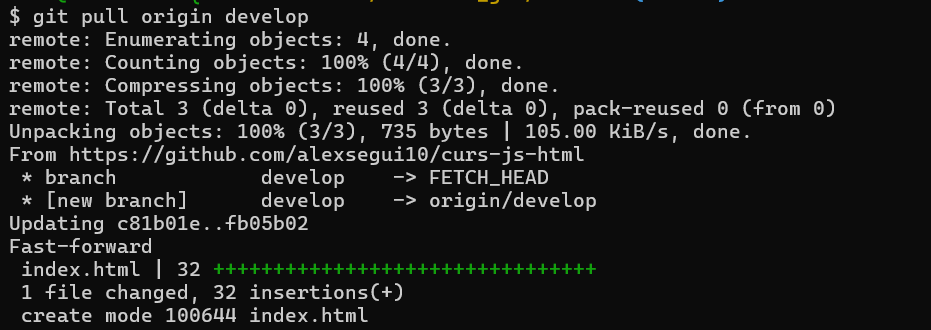 $ git pull origin develop
remote: Enumerating objects: 4, done.
remote: Counting objects: 100% (4/4), done.
remote: Compressing objects: 100% (3/3), done.
remote: Total 3 (delta 0), reused 3 (delta 0), pack-reused 0 (from 0)
Unpacking objects: 100% (3/3), 735 bytes | 105.00 KiB/s, done.
From https://github.com/alexsegui10/curs-js-html
 * branch            develop    -> FETCH_HEAD
 * [new branch]      develop    -> origin/develop
Updating c81b01e..fb05b02
Fast-forward
 index.html | 32 ++++++++++++++++++++++++++++++++
 1 file changed, 32 insertions(+)
 create mode 100644 index.html